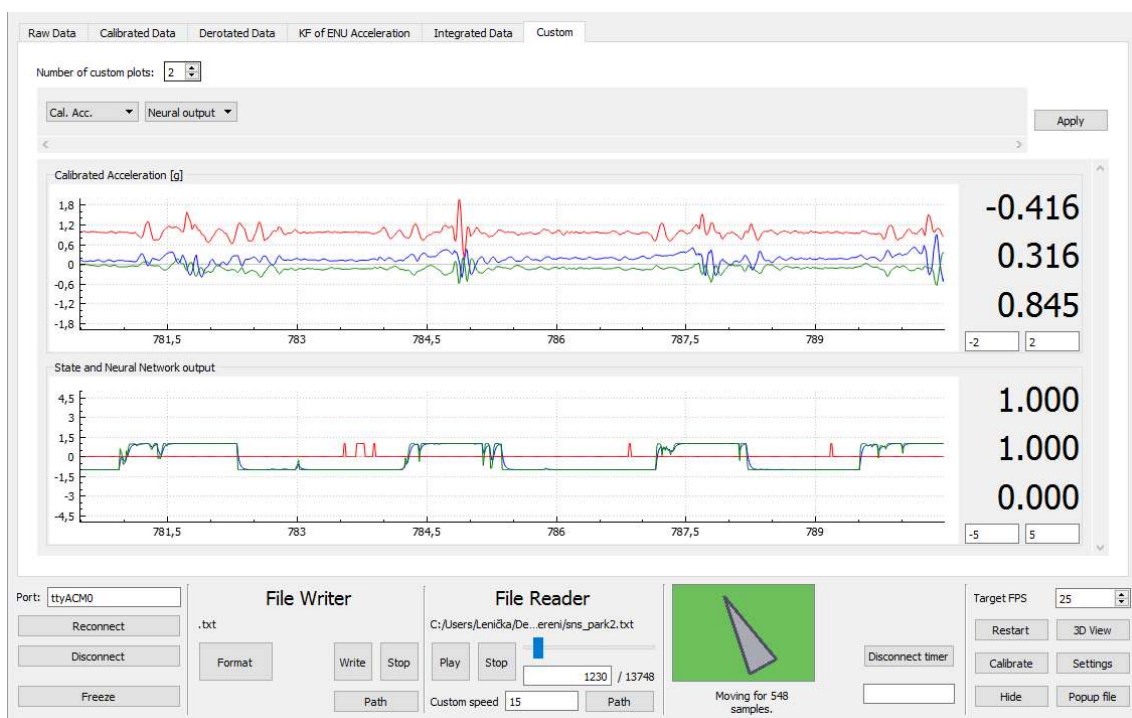 Raw Data Calibrated Data Derotated Data KF of ENU Acceleration Integrated Data Custom
Number of custom plots: 2
Cal. Acc. Neural output
Apply
Calibrated Acceleration [g]
1,8
1,2
0,6
0
-0,6
-1,2
-1,8
781,5 783 784,5 786 787,5 789
-0.416
0.316
0.845
-2 2
State and Neural Network output
4,5
3
1,5
0
-1,5
-3
-4,5
781,5 783 784,5 786 787,5 789
1.000
1.000
0.000
-5 5
Port: ttyACM0
Reconnect
Disconnect
Freeze
File Writer
.txt
Format Write Stop
Path
File Reader
C:/Users/Lenička/De...ereni/sns_park2.txt
Play Stop
1230 / 13748
Custom speed 15 Path
Moving for 548
samples.
Disconnect timer
Target FPS 25
Restart 3D View
Calibrate Settings
Hide Popup file